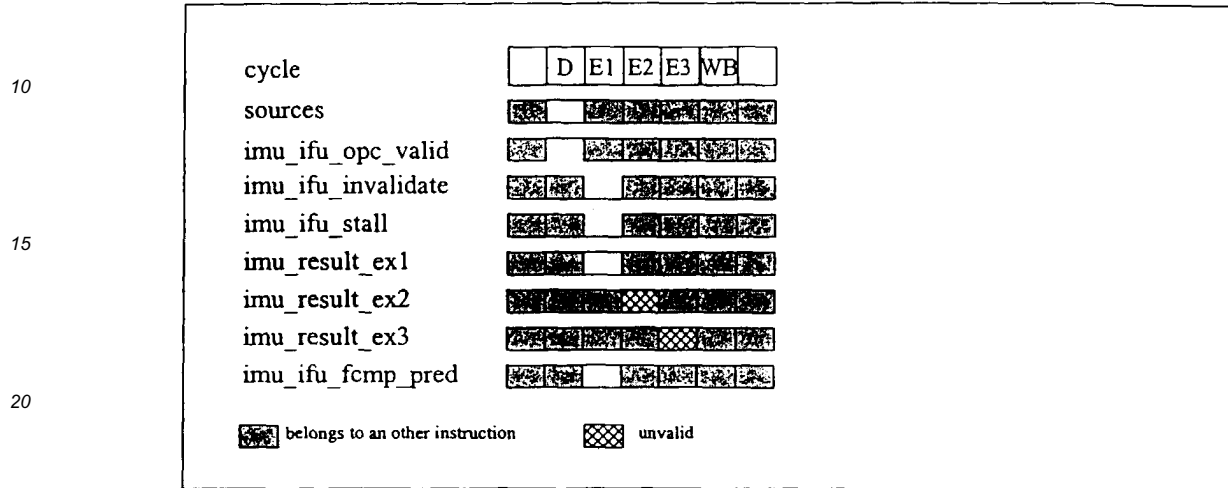 cycle D E1 E2 E3 WB
10
sources
imu_ifu_opc_valid
imu_ifu_invalidate
imu_ifu_stall
15
imu_result_ex1
imu_result_ex2
imu_result_ex3
imu_ifu_fcmp_pred
20
belongs to an other instruction unvalid